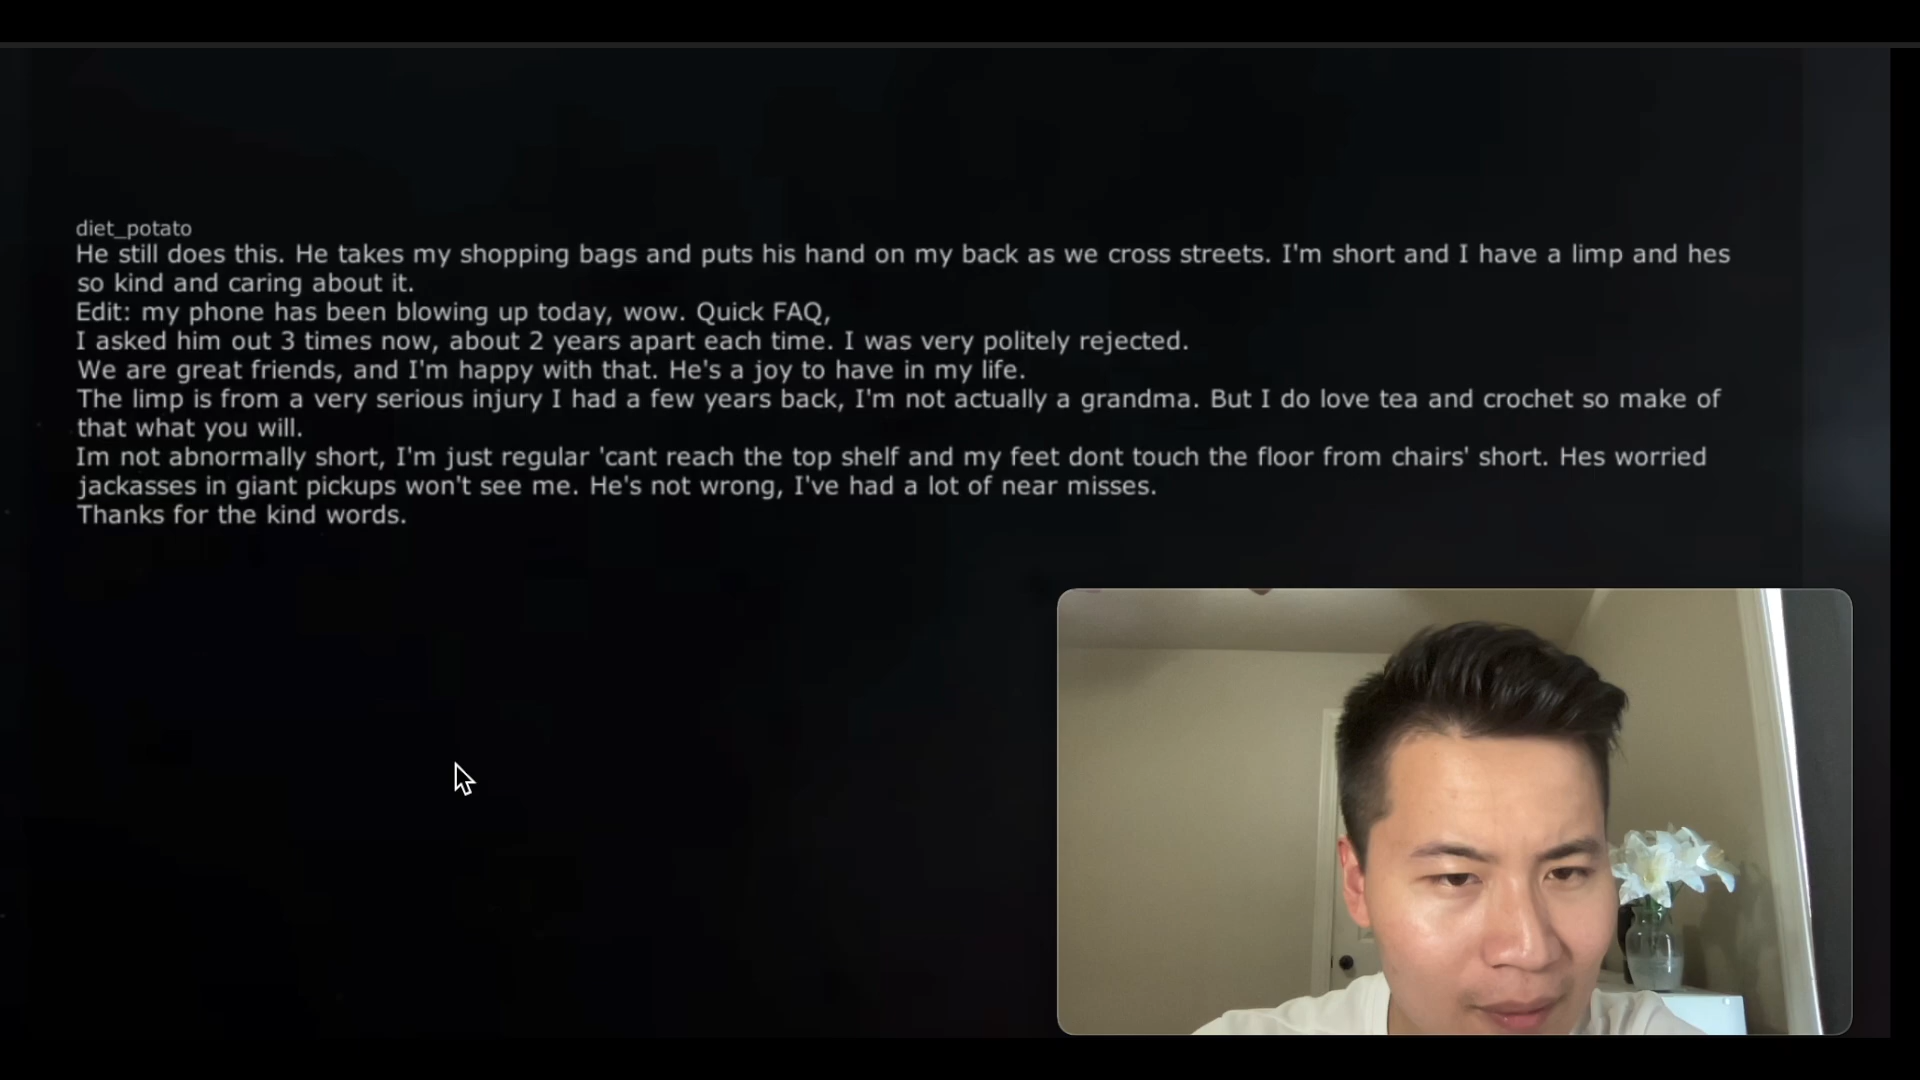 diet_potato
He still does this. He takes my shopping bags and puts his hand on my back as we cross streets. I'm short and I have a limp and hes
so kind and caring about it.
Edit: my phone has been blowing up today, wow. Quick FAQ,
I asked him out 3 times now, about 2 years apart each time. I was very politely rejected.
We are great friends, and I'm happy with that. He's a joy to have in my life.
The limp is from a very serious injury I had a few years back, I'm not actually a grandma. But I do love tea and crochet so make of
that what you will.
Im not abnormally short, I'm just regular 'cant reach the top shelf and my feet dont touch the floor from chairs' short. Hes worried
jackasses in giant pickups won't see me. He's not wrong, I've had a lot of near misses.
Thanks for the kind words.